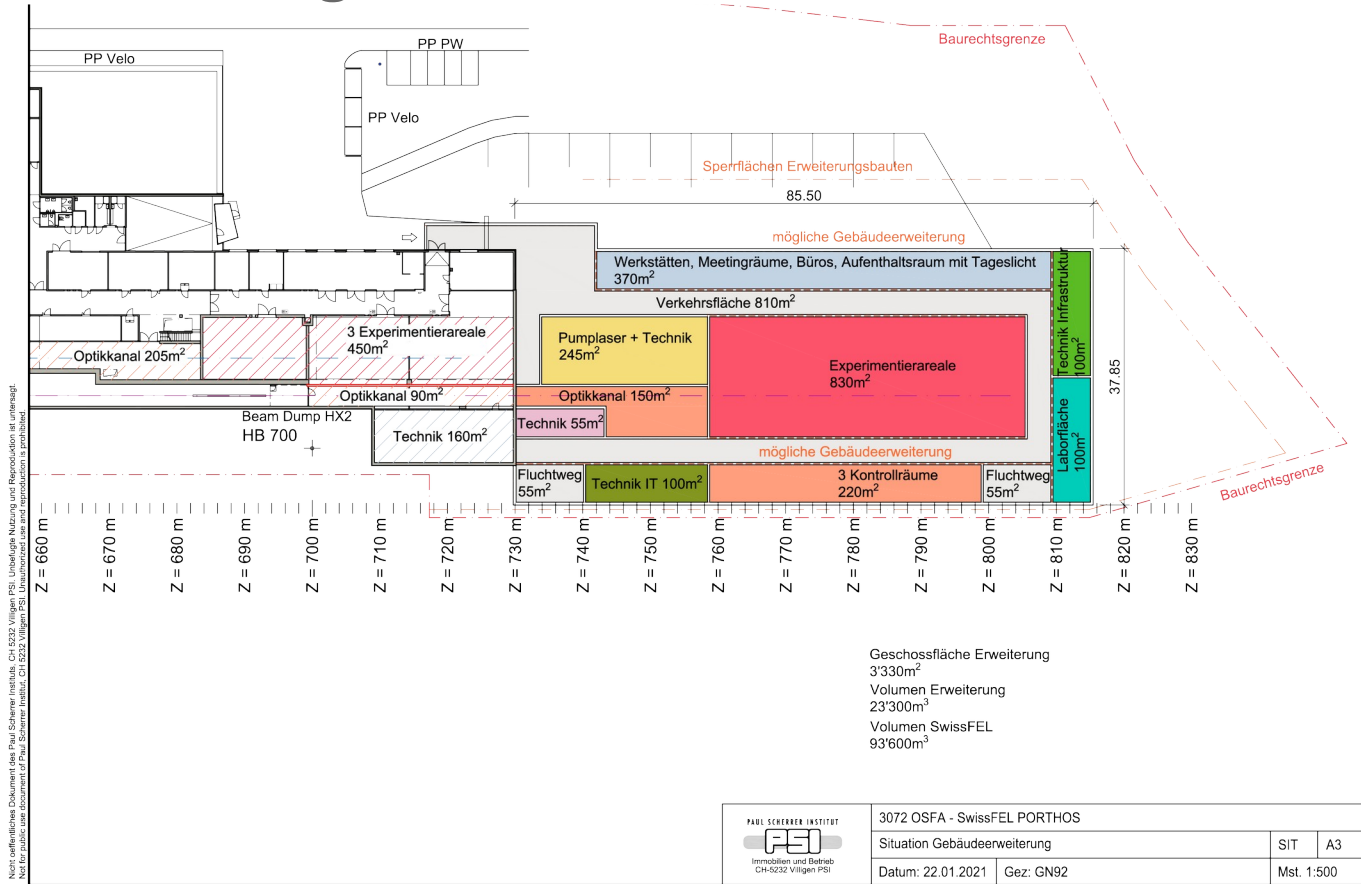 PP Velo
PP PW
PP Velo
Baurechtsgrenze
Sperrflächen Erweiterungsbauten
85.50
mögliche Gebäudeerweiterung
Werkstätten, Meetingräume, Büros, Aufenthaltsraum mit Tageslicht
370m²
Verkehrsfläche 810m²
Technik Infrastruktur
100m²
37.85
3 Experimentierareale
450m²
Pumplaser + Technik
245m²
Experimentierareale
830m²
Optikkanal 205m²
Optikkanal 90m²
Optikkanal 150m²
Beam Dump HX2
HB 700
Technik 160m²
Technik 55m²
Laborfläche
100m²
mögliche Gebäudeerweiterung
Fluchtweg
55m²
Technik IT 100m²
3 Kontrollräume
220m²
Fluchtweg
55m²
Baurechtsgrenze
Z = 660 m
Z = 670 m
Z = 680 m
Z = 690 m
Z = 700 m
Z = 710 m
Z = 720 m
Z = 730 m
Z = 740 m
Z = 750 m
Z = 760 m
Z = 770 m
Z = 780 m
Z = 790 m
Z = 800 m
Z = 810 m
Z = 820 m
Z = 830 m
Nicht oeffentliches Dokument des Paul Scherrer Instituts, CH 5232 Villigen PSI. Unbefugte Nutzung und Reproduktion ist untersagt.
Not for public use document of Paul Scherrer Institut, CH 5232 Villigen PSI. Unauthorized use and reproduction is prohibited.
Geschossfläche Erweiterung
3'330m²
Volumen Erweiterung
23'300m³
Volumen SwissFEL
93'600m³
PAUL SCHERRER INSTITUT
PSI
Immobilien und Betrieb
CH-5232 Villigen PSI
3072 OSFA - SwissFEL PORTHOS
Situation Gebäudeerweiterung
SIT
A3
Datum: 22.01.2021
Gez: GN92
Mst. 1:500